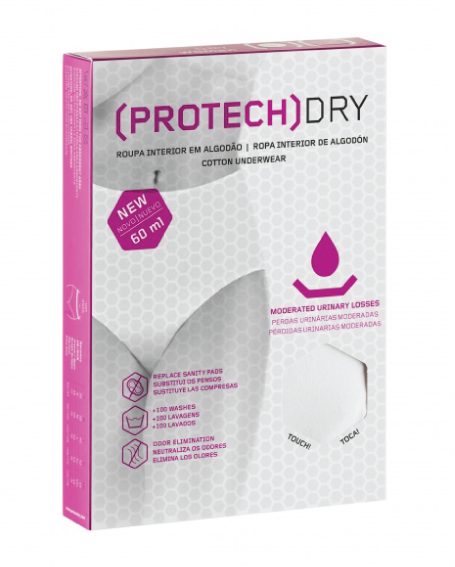 (PROTECH)DRY
ROUPA INTERIOR EM ALGODÃO | ROPA INTERIOR DE ALGODÓN
COTTON UNDERWEAR
NEW
NOVO|NUEVO
60 ml
MODERATED URINARY LOSSES
PERDAS URINÁRIAS MODERADAS
PÉRDIDAS URINARIAS MODERADAS
REPLACE SANITY PADS
SUBSTITUI OS PENSOS
SUSTITUYE LAS COMPRESAS
+100 WASHES
+100 LAVAGENS
+100 LAVADOS
ODOR ELIMINATION
NEUTRALIZA OS ODORES
ELIMINA LOS OLORES
TOUCH!
TOCA!